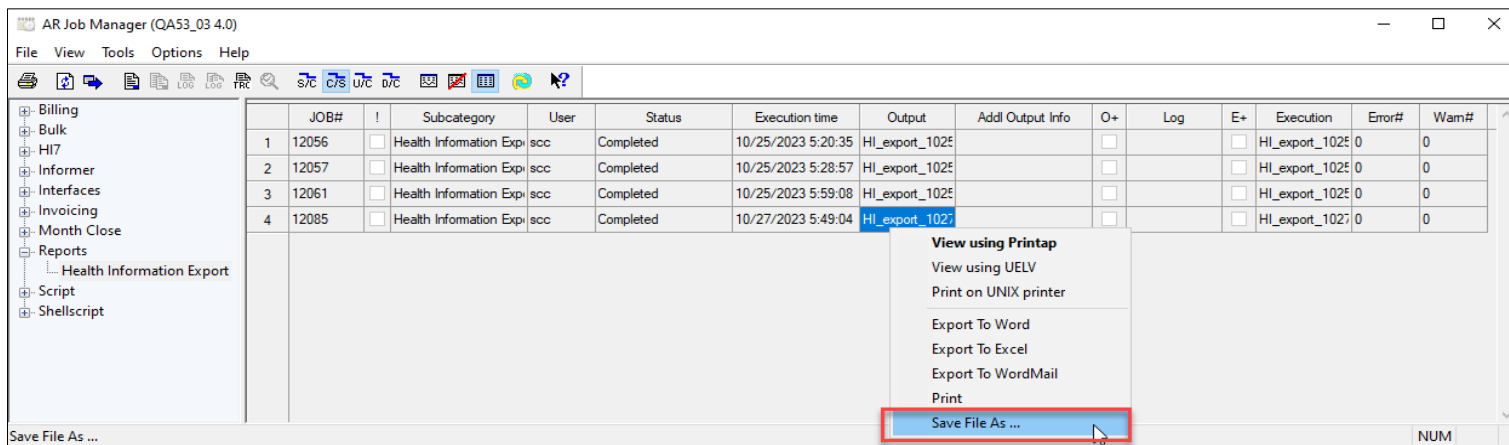 AR Job Manager (QA53_03 4.0)
File View Tools Options Help
LOG LOG TRC S/C C/S U/C D/C
Billing
Bulk
HI7
Informer
Interfaces
Invoicing
Month Close
Reports
Health Information Export
Script
Shellscript
JOB# ! Subcategory User Status Execution time Output Addl Output Info O+ Log E+ Execution Error# Warn#
1 12056 Health Information Exp scc Completed 10/25/2023 5:20:35 HI_export_1025 HI_export_1025 0 0
2 12057 Health Information Exp scc Completed 10/25/2023 5:28:57 HI_export_1025 HI_export_1025 0 0
3 12061 Health Information Exp scc Completed 10/25/2023 5:59:08 HI_export_1025 HI_export_1025 0 0
4 12085 Health Information Exp scc Completed 10/27/2023 5:49:04 HI_export_1027 HI_export_1027 0 0
View using Printap
View using UELV
Print on UNIX printer
Export To Word
Export To Excel
Export To WordMail
Print
Save File As ...
Save File As ... NUM